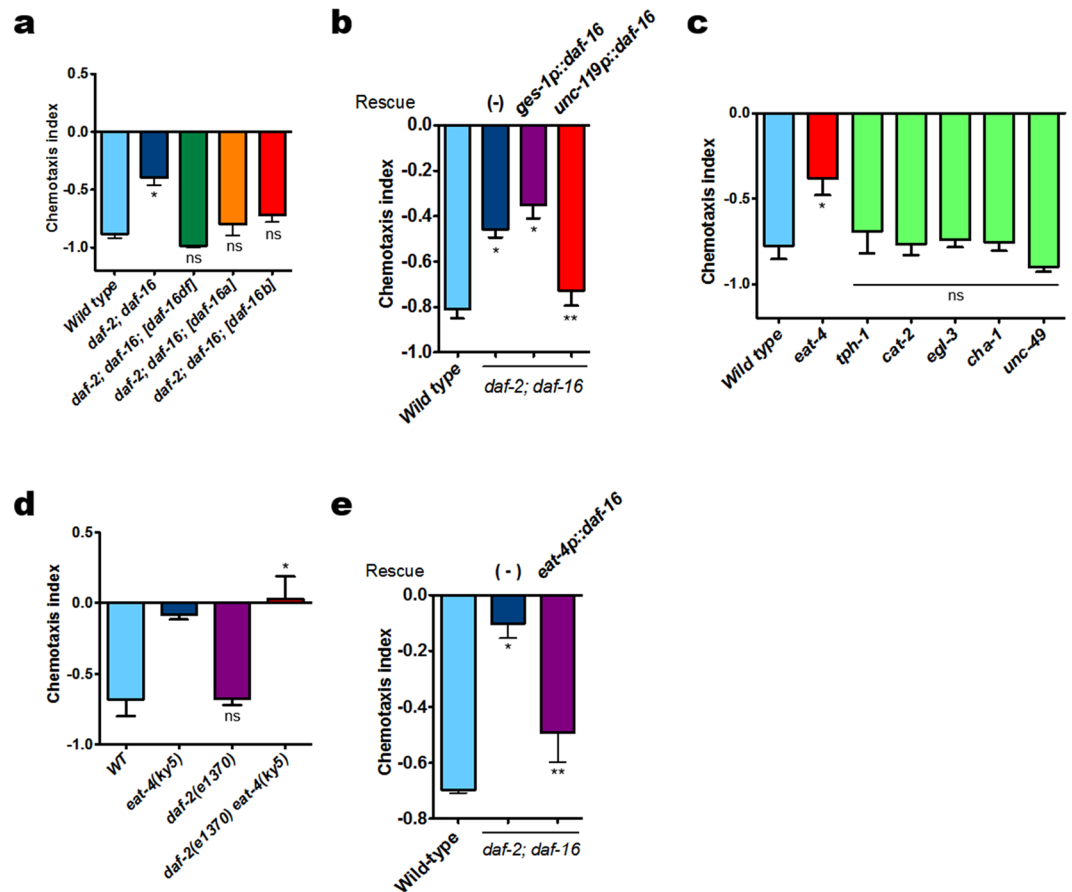 a
0.5
0.0
-0.5
-1.0
Chemotaxis index
*
ns
ns
ns
Wild type
daf-2; daf-16
daf-2; daf-16; [daf-16df]
daf-2; daf-16; [daf-16a]
daf-2; daf-16; [daf-16b]
b
Rescue
(-)
ges-1p::daf-16
unc-119p::daf-16
0.0
-0.2
-0.4
-0.6
-0.8
-1.0
Chemotaxis index
*
*
**
Wild type
daf-2; daf-16
c
0.0
-0.5
-1.0
Chemotaxis index
*
ns
Wild type
eat-4
tph-1
cat-2
egl-3
cha-1
unc-49
d
0.5
0.0
-0.5
-1.0
Chemotaxis index
ns
*
WT
eat-4(ky5)
daf-2(e1370)
daf-2(e1370) eat-4(ky5)
e
Rescue
( - )
eat-4p::daf-16
0.0
-0.2
-0.4
-0.6
-0.8
Chemotaxis index
*
**
Wild-type
daf-2; daf-16